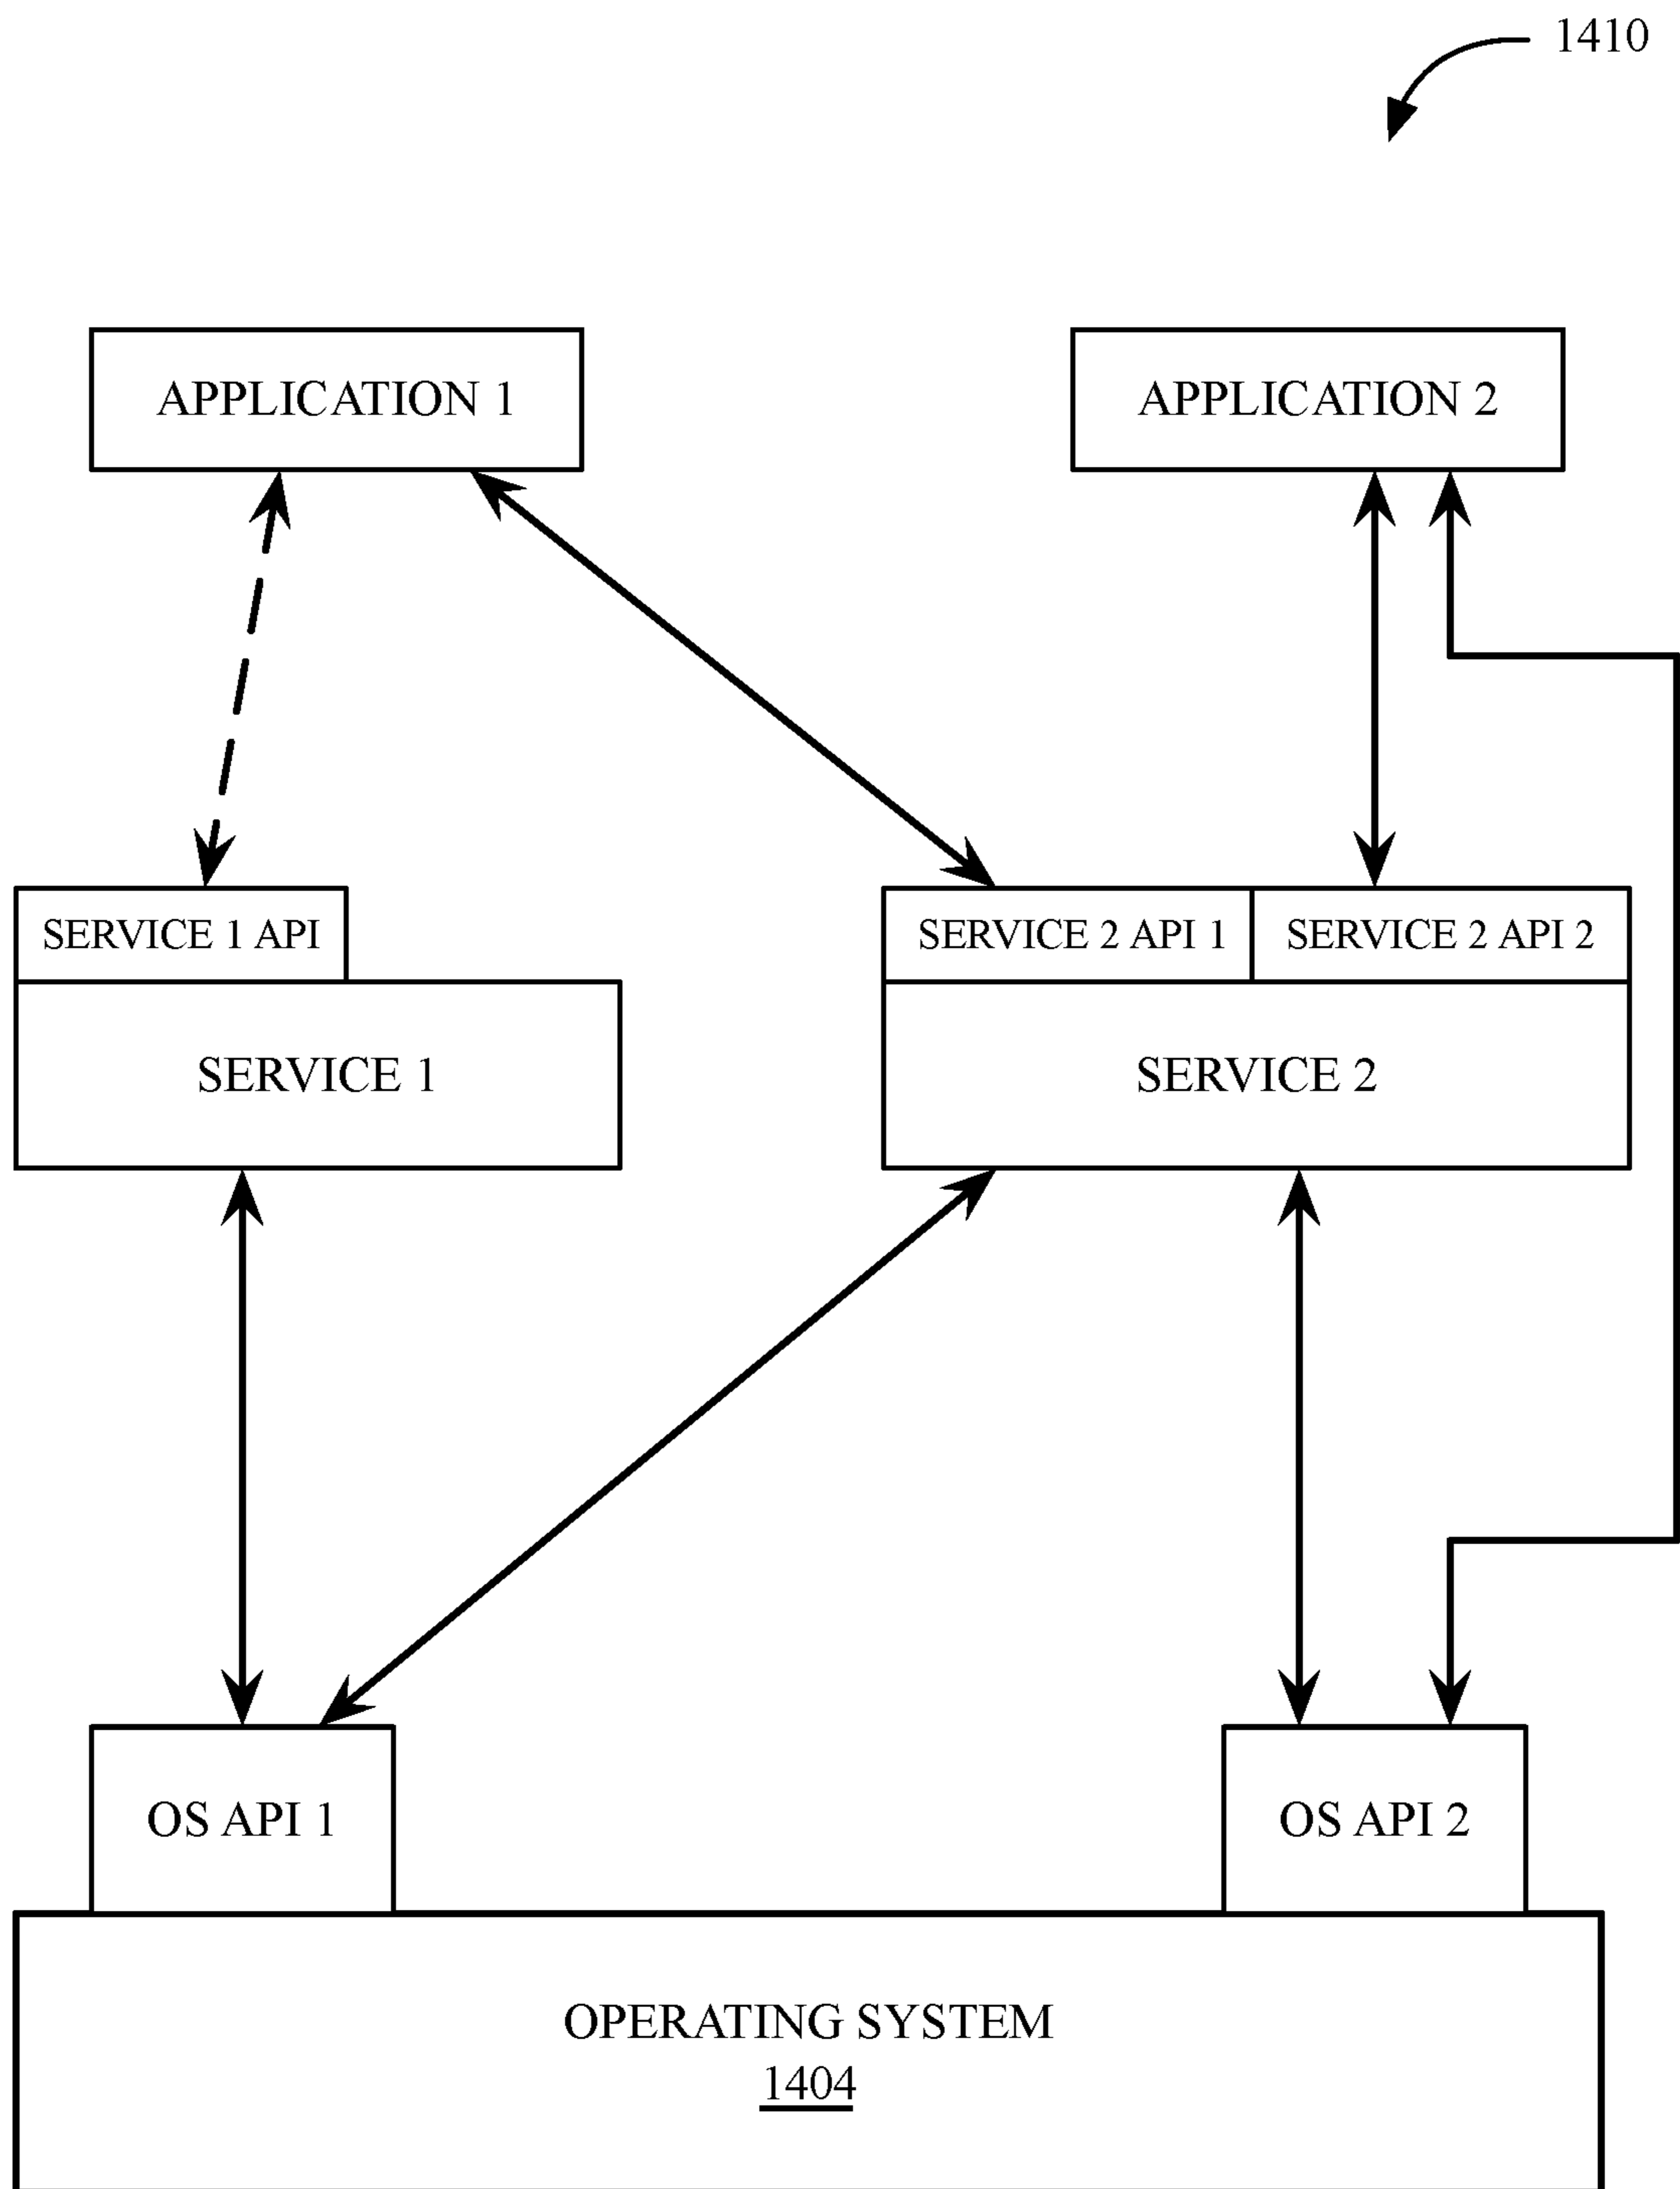 1410
APPLICATION 1
APPLICATION 2
SERVICE 1 API
SERVICE 2 API 1
SERVICE 2 API 2
SERVICE 1
SERVICE 2
OS API 1
OS API 2
OPERATING SYSTEM
1404